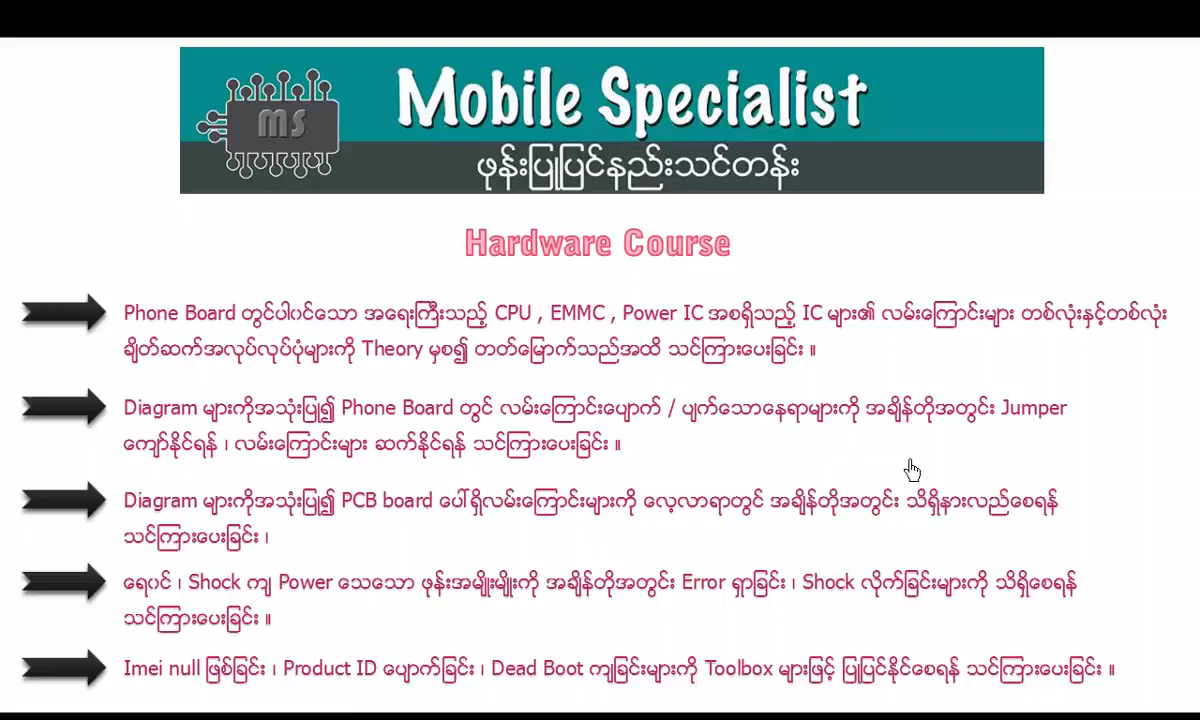 MS
Mobile Specialist
ဖုန်းပြုပြင်နည်းသင်တန်း
Hardware Course
Phone Board တွင်ပါဝင်သော အရေးကြီးသည့် CPU , EMMC , Power IC အစရှိသည့် IC များ၏ လမ်းကြောင်းများ တစ်လုံးနှင့်တစ်လုံး
ချိတ်ဆက်အလုပ်လုပ်ပုံများကို Theory မှစ၍ တတ်မြောက်သည်အထိ သင်ကြားပေးခြင်း ။
Diagram များကိုအသုံးပြု၍ Phone Board တွင် လမ်းကြောင်းပျောက် / ပျက်သောနေရာများကို အချိန်တိုအတွင်း Jumper
ကျော်နိုင်ရန် ၊ လမ်းကြောင်းများ ဆက်နိုင်ရန် သင်ကြားပေးခြင်း ။
Diagram များကိုအသုံးပြု၍ PCB board ပေါ်ရှိလမ်းကြောင်းများကို လေ့လာရာတွင် အချိန်တိုအတွင်း သိရှိနားလည်စေရန်
သင်ကြားပေးခြင်း ၊
ရေဝင် ၊ Shock ကျ Power သေသော ဖုန်းအမျိုးမျိုးကို အချိန်တိုအတွင်း Error ရှာခြင်း ၊ Shock လိုက်ခြင်းများကို သိရှိစေရန်
သင်ကြားပေးခြင်း ။
Imei null ဖြစ်ခြင်း ၊ Product ID ပျောက်ခြင်း ၊ Dead Boot ကျခြင်းများကို Toolbox များဖြင့် ပြုပြင်နိုင်စေရန် သင်ကြားပေးခြင်း ။